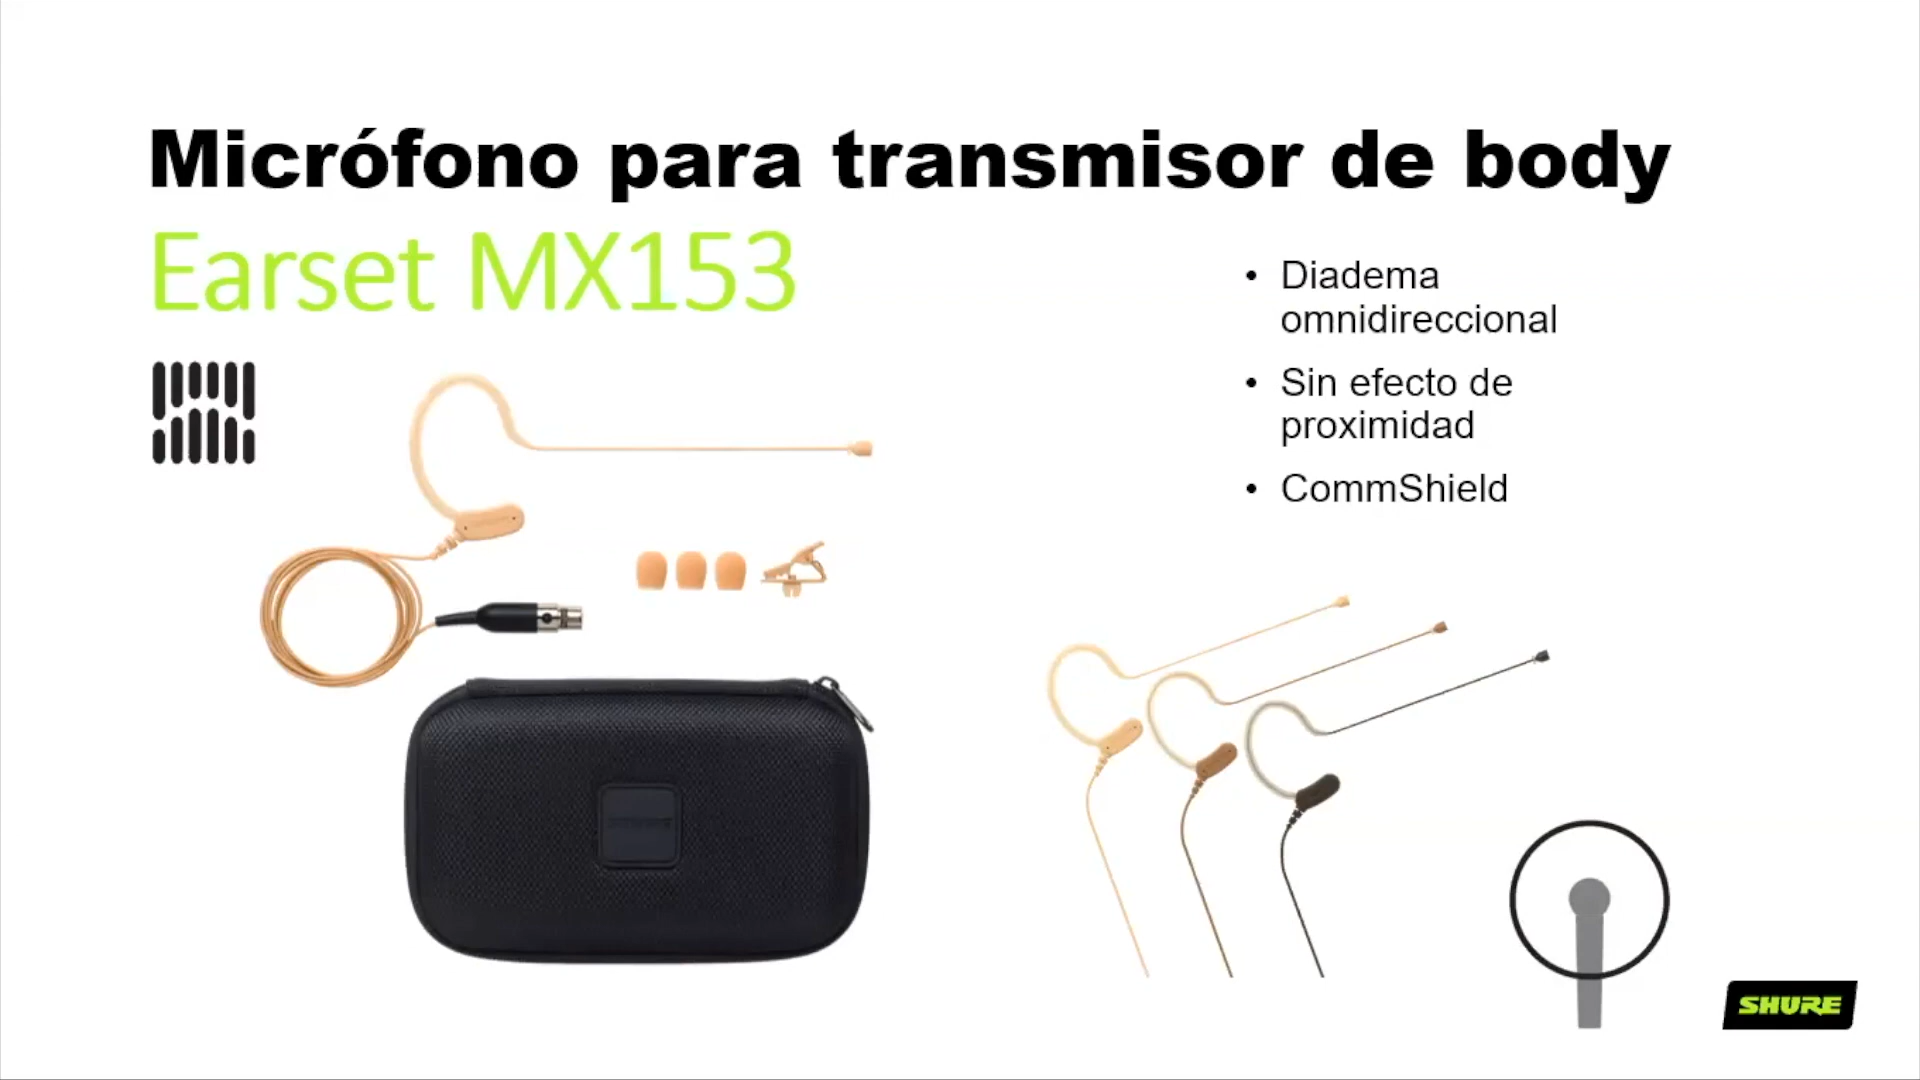 Micrófono para transmisor de body
Earset MX153
• Diadema
omnidireccional
• Sin efecto de
proximidad
• CommShield
SHURE